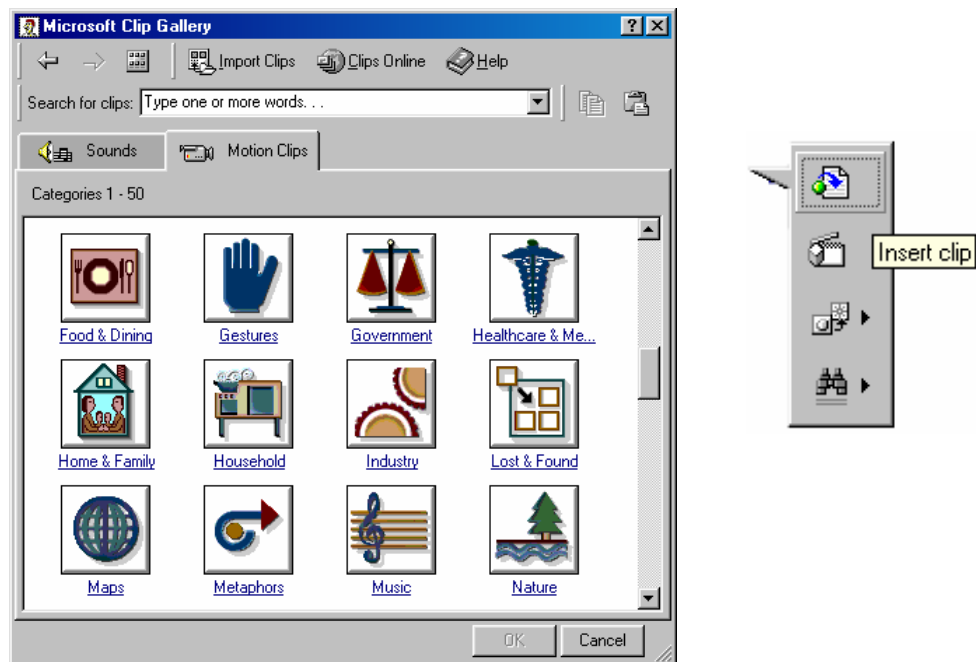 Microsoft Clip Gallery
Import Clips Clips Online Help
Search for clips: Type one or more words. . .
Sounds Motion Clips
Categories 1 - 50
Food & Dining Gestures Government Healthcare & Me...
Home & Family Household Industry Lost & Found
Maps Metaphors Music Nature
OK Cancel
Insert clip